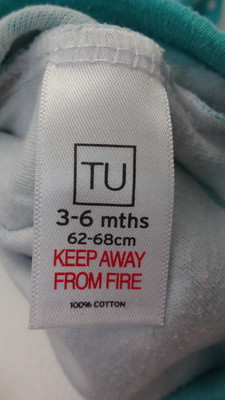 TU
3-6 mths
62-68cm
KEEP AWAY
FROM FIRE
100% COTTON